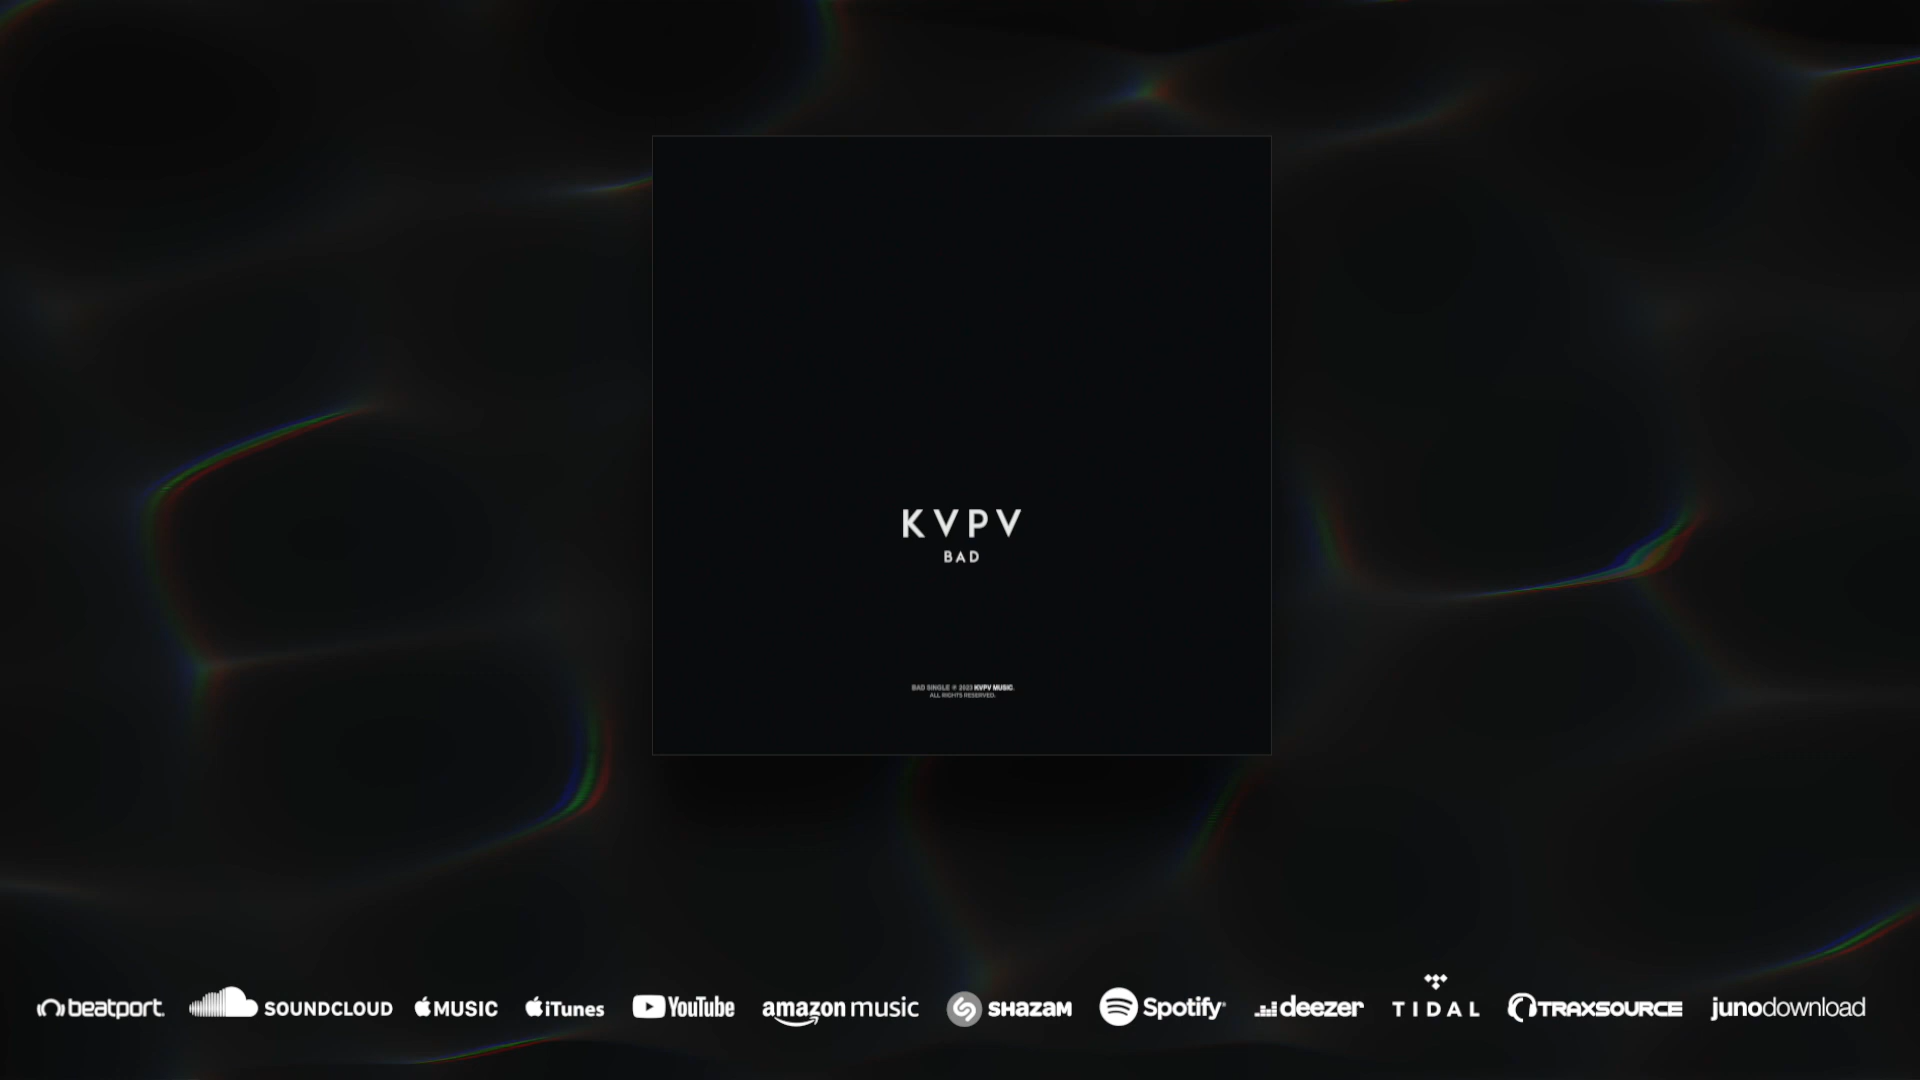 KVPV
BAD
BAD SINGLE ℗ 2023 KVPV MUSIC.
ALL RIGHTS RESERVED.
beatport. SOUNDCLOUD MUSIC iTunes YouTube amazon music SHAZAM Spotify deezer TIDAL TRAXSOURCE junodownload